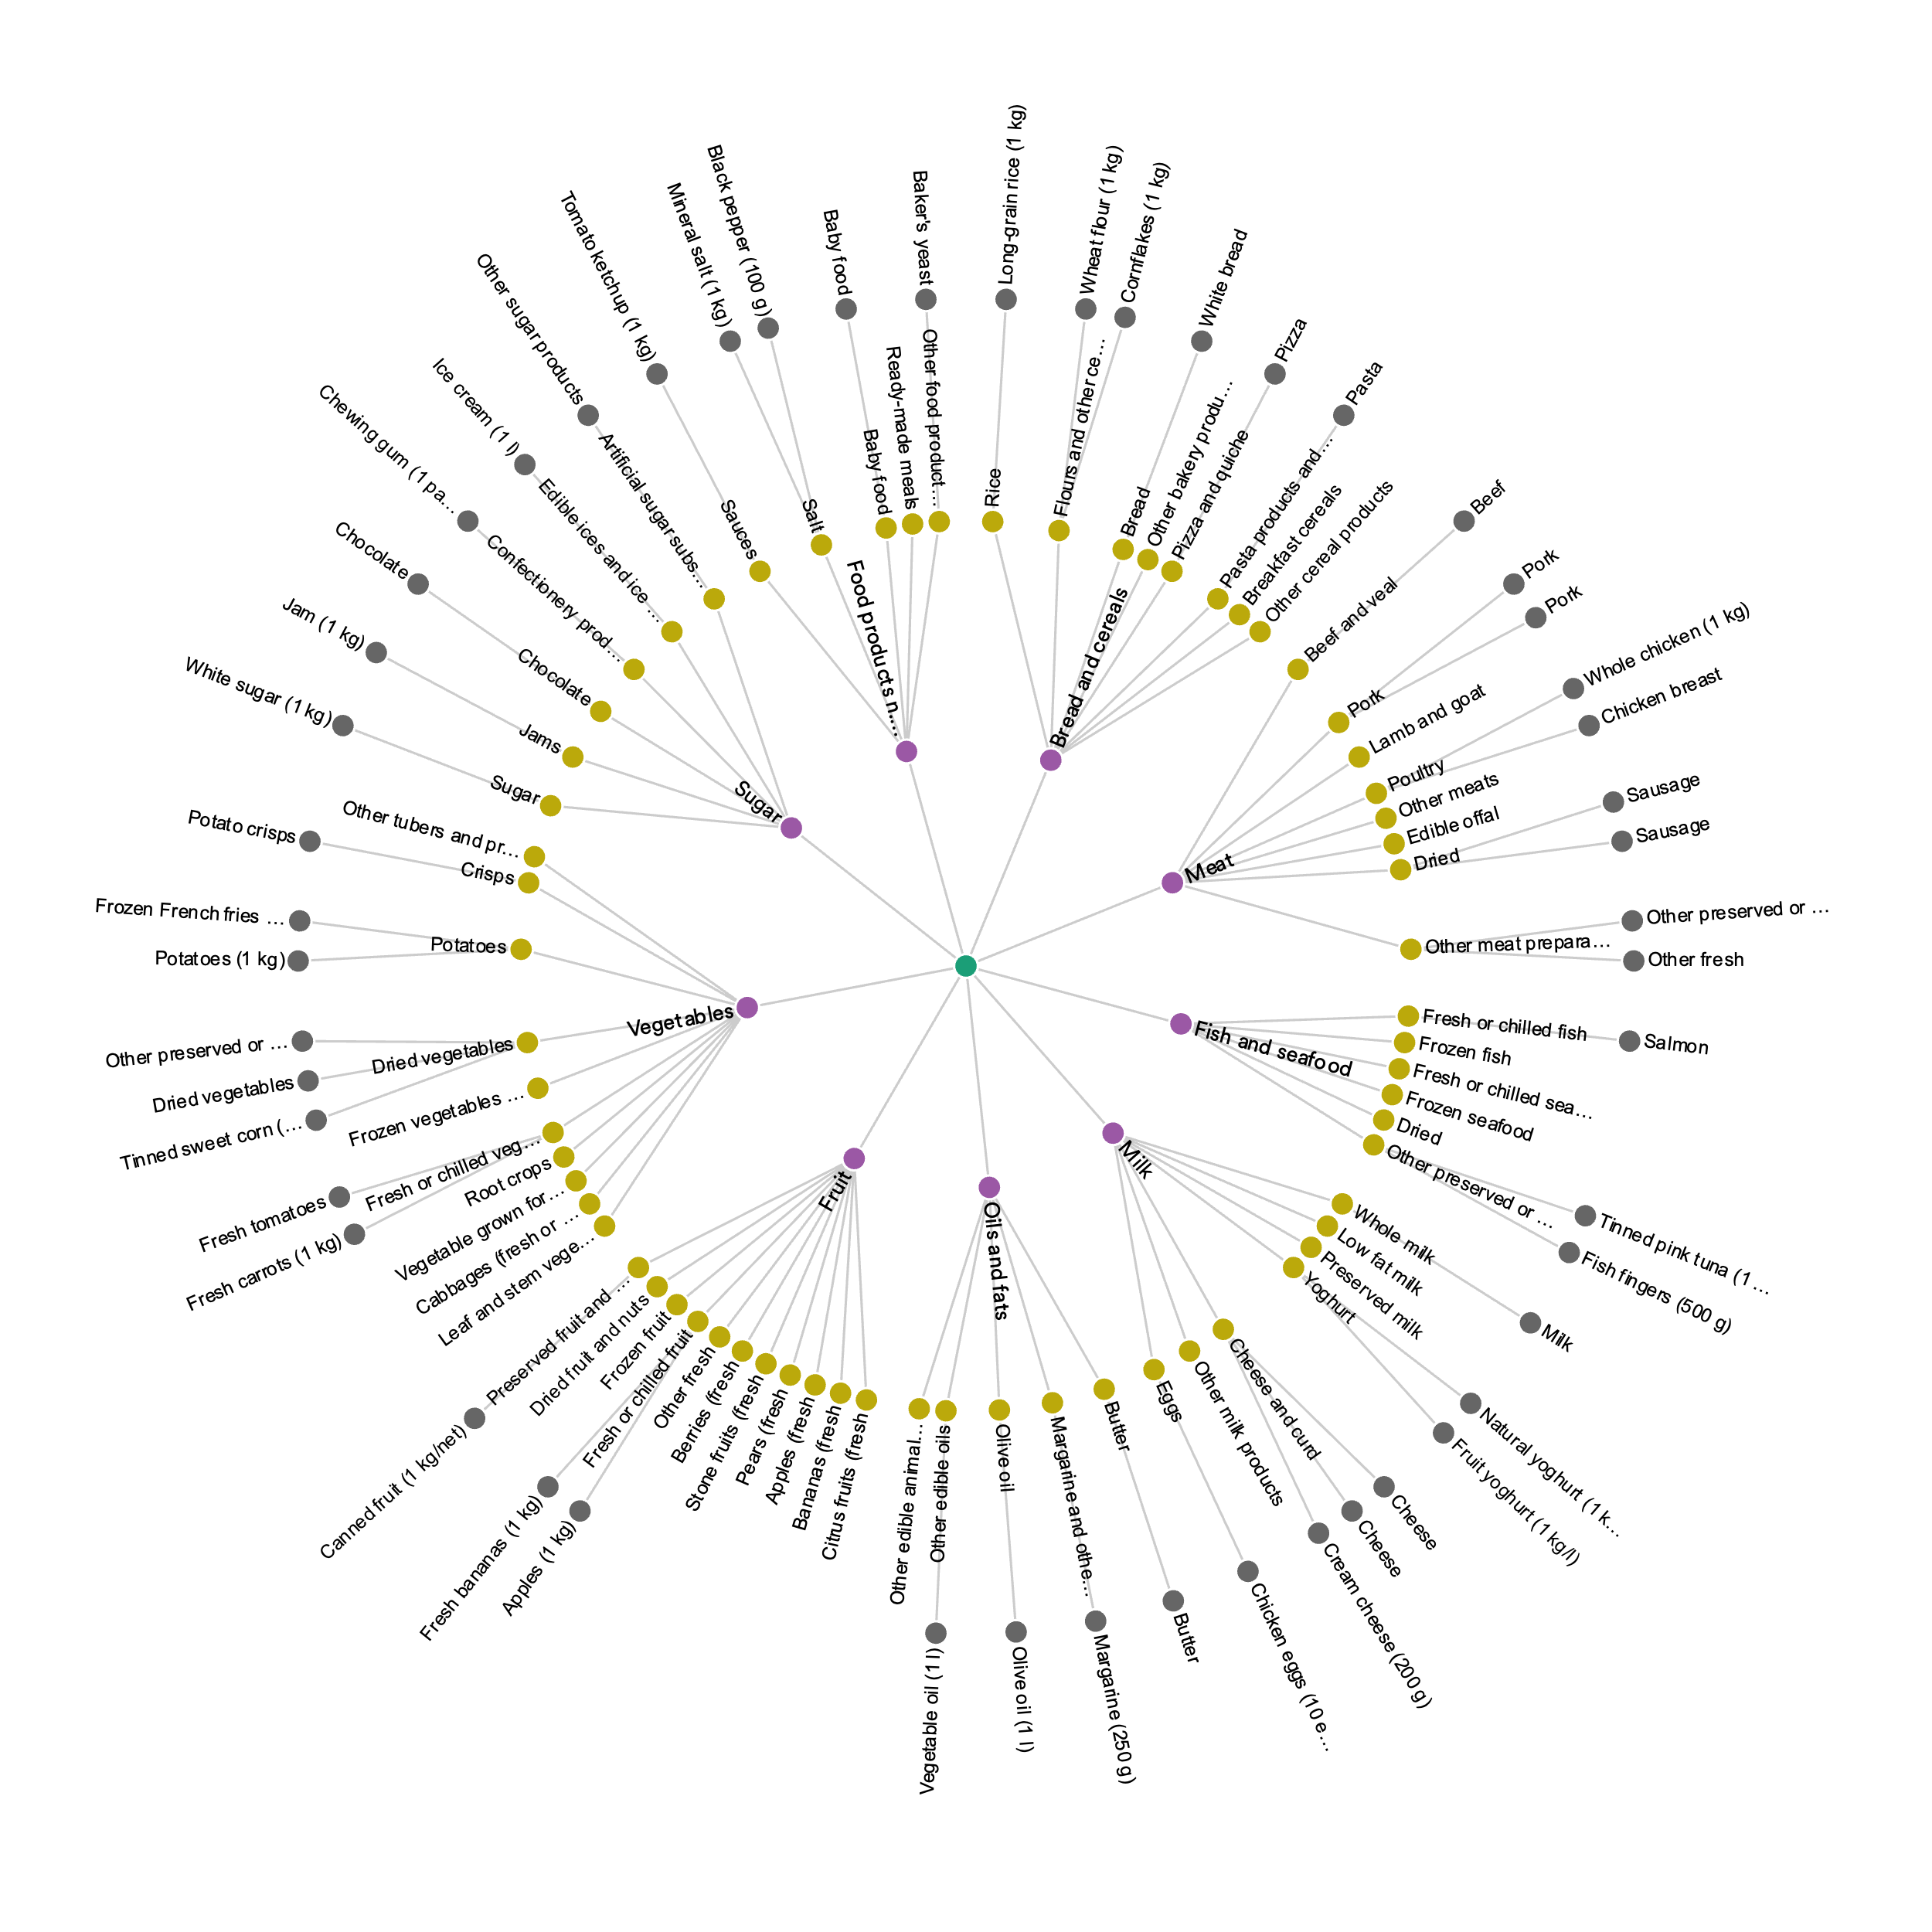 Bread and cereals
Rice
Long-grain rice (1 kg)
Flours and other ce…
Wheat flour (1 kg)
Cornflakes (1 kg)
Bread
White bread
Other bakery produ…
Pizza and quiche
Pizza
Pasta products and…
Pasta
Breakfast cereals
Other cereal products
Meat
Beef and veal
Beef
Pork
Pork
Pork
Lamb and goat
Poultry
Whole chicken (1 kg)
Chicken breast
Other meats
Edible offal
Dried
Sausage
Sausage
Other meat prepara…
Other preserved or …
Other fresh
Fish and seafood
Fresh or chilled fish
Salmon
Frozen fish
Fresh or chilled sea…
Frozen seafood
Dried
Other preserved or …
Tinned pink tuna (1 …
Fish fingers (500 g)
Milk
Whole milk
Milk
Low fat milk
Preserved milk
Yoghurt
Natural yoghurt (1 k…
Fruit yoghurt (1 kg/l)
Cheese and curd
Cheese
Cheese
Cream cheese (200 g)
Other milk products
Eggs
Chicken eggs (10 e…
Oils and fats
Butter
Butter
Margarine and othe…
Margarine (250 g)
Olive oil
Olive oil (1 l)
Other edible oils
Vegetable oil (1 l)
Other edible animal…
Fruit
Citrus fruits (fresh
Bananas (fresh
Apples (fresh
Pears (fresh
Stone fruits (fresh
Berries (fresh
Other fresh
Fresh or chilled fruit
Apples (1 kg)
Fresh bananas (1 kg)
Frozen fruit
Dried fruit and nuts
Preserved fruit and …
Canned fruit (1 kg/net)
Vegetables
Leaf and stem vege…
Cabbages (fresh or …
Vegetable grown for…
Root crops
Fresh or chilled veg…
Fresh carrots (1 kg)
Fresh tomatoes
Frozen vegetables …
Dried vegetables
Tinned sweet corn (…
Dried vegetables
Other preserved or …
Potatoes
Potatoes (1 kg)
Frozen French fries …
Crisps
Potato crisps
Other tubers and pr…
Sugar
Sugar
White sugar (1 kg)
Jams
Jam (1 kg)
Chocolate
Chocolate
Confectionery prod…
Chewing gum (1 pa…
Edible ices and ice …
Ice cream (1 l)
Artificial sugar subs…
Other sugar products
Food products n.…
Sauces
Tomato ketchup (1 kg)
Salt
Mineral salt (1 kg)
Black pepper (100 g)
Baby food
Baby food
Ready-made meals
Other food product…
Baker's yeast